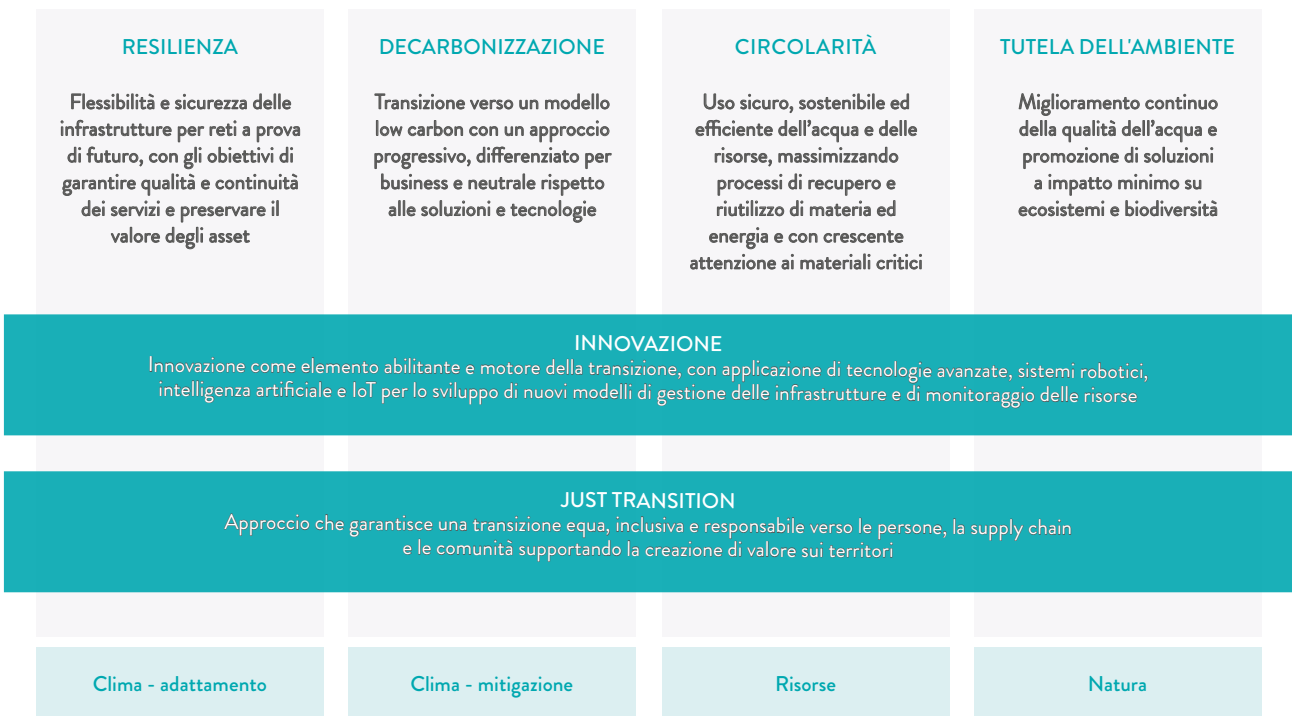 RESILIENZA
Flessibilità e sicurezza delle
infrastrutture per reti a prova
di futuro, con gli obiettivi di
garantire qualità e continuità
dei servizi e preservare il
valore degli asset
DECARBONIZZAZIONE
Transizione verso un modello
low carbon con un approccio
progressivo, differenziato per
business e neutrale rispetto
alle soluzioni e tecnologie
CIRCOLARITÀ
Uso sicuro, sostenibile ed
efficiente dell'acqua e delle
risorse, massimizzando
processi di recupero e
riutilizzo di materia ed
energia e con crescente
attenzione ai materiali critici
TUTELA DELL'AMBIENTE
Miglioramento continuo
della qualità dell'acqua e
promozione di soluzioni
a impatto minimo su
ecosistemi e biodiversità
INNOVAZIONE
Innovazione come elemento abilitante e motore della transizione, con applicazione di tecnologie avanzate, sistemi robotici,
intelligenza artificiale e IoT per lo sviluppo di nuovi modelli di gestione delle infrastrutture e di monitoraggio delle risorse
JUST TRANSITION
Approccio che garantisce una transizione equa, inclusiva e responsabile verso le persone, la supply chain
e le comunità supportando la creazione di valore sui territori
Clima - adattamento
Clima - mitigazione
Risorse
Natura